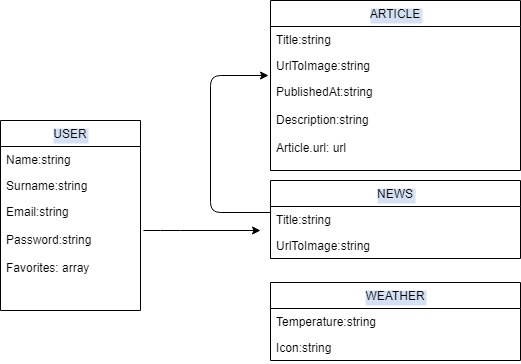 ARTICLE
Title:string
UrlToImage:string
PublishedAt:string
Description:string
Article.url: url
USER
Name:string
Surname:string
Email:string
Password:string
Favorites: array
NEWS
Title:string
UrlToImage:string
WEATHER
Temperature:string
Icon:string